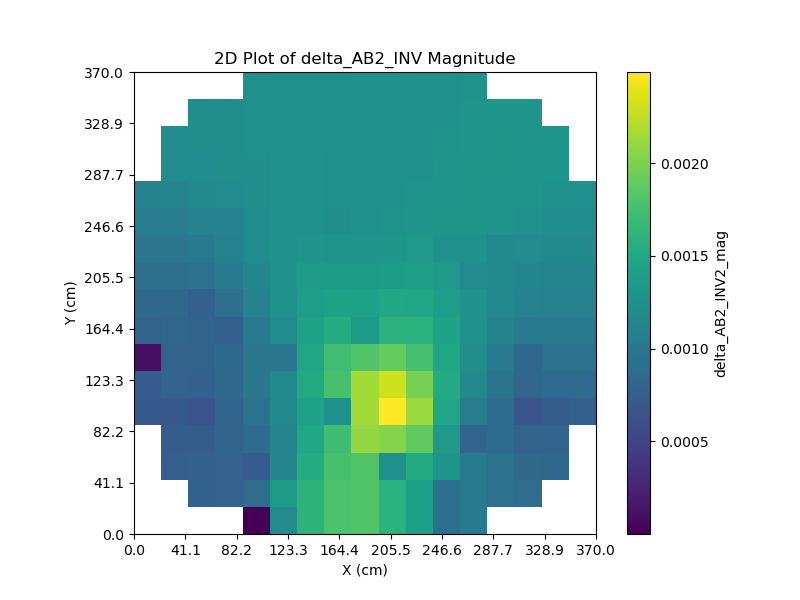 2D Plot of delta_AB2_INV Magnitude
370.0
328.9
287.7
246.6
205.5
164.4
123.3
82.2
41.1
0.0
Y (cm)
0.0 41.1 82.2 123.3 164.4 205.5 246.6 287.7 328.9 370.0
X (cm)
0.0020
0.0015
0.0010
0.0005
delta_AB2_INV2_mag